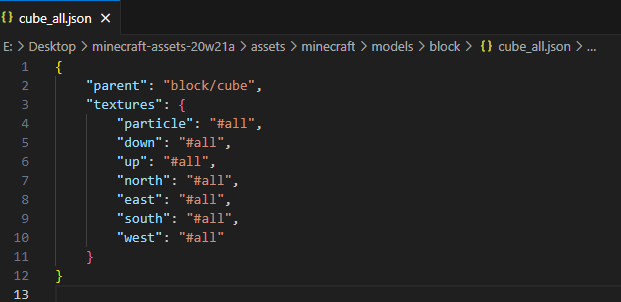 {} cube_all.json ×
E: > Desktop > minecraft-assets-20w21a > assets > minecraft > models > block > {} cube_all.json > ...
1 {
2     "parent": "block/cube",
3     "textures": {
4         "particle": "#all",
5         "down": "#all",
6         "up": "#all",
7         "north": "#all",
8         "east": "#all",
9         "south": "#all",
10         "west": "#all"
11     }
12 }
13